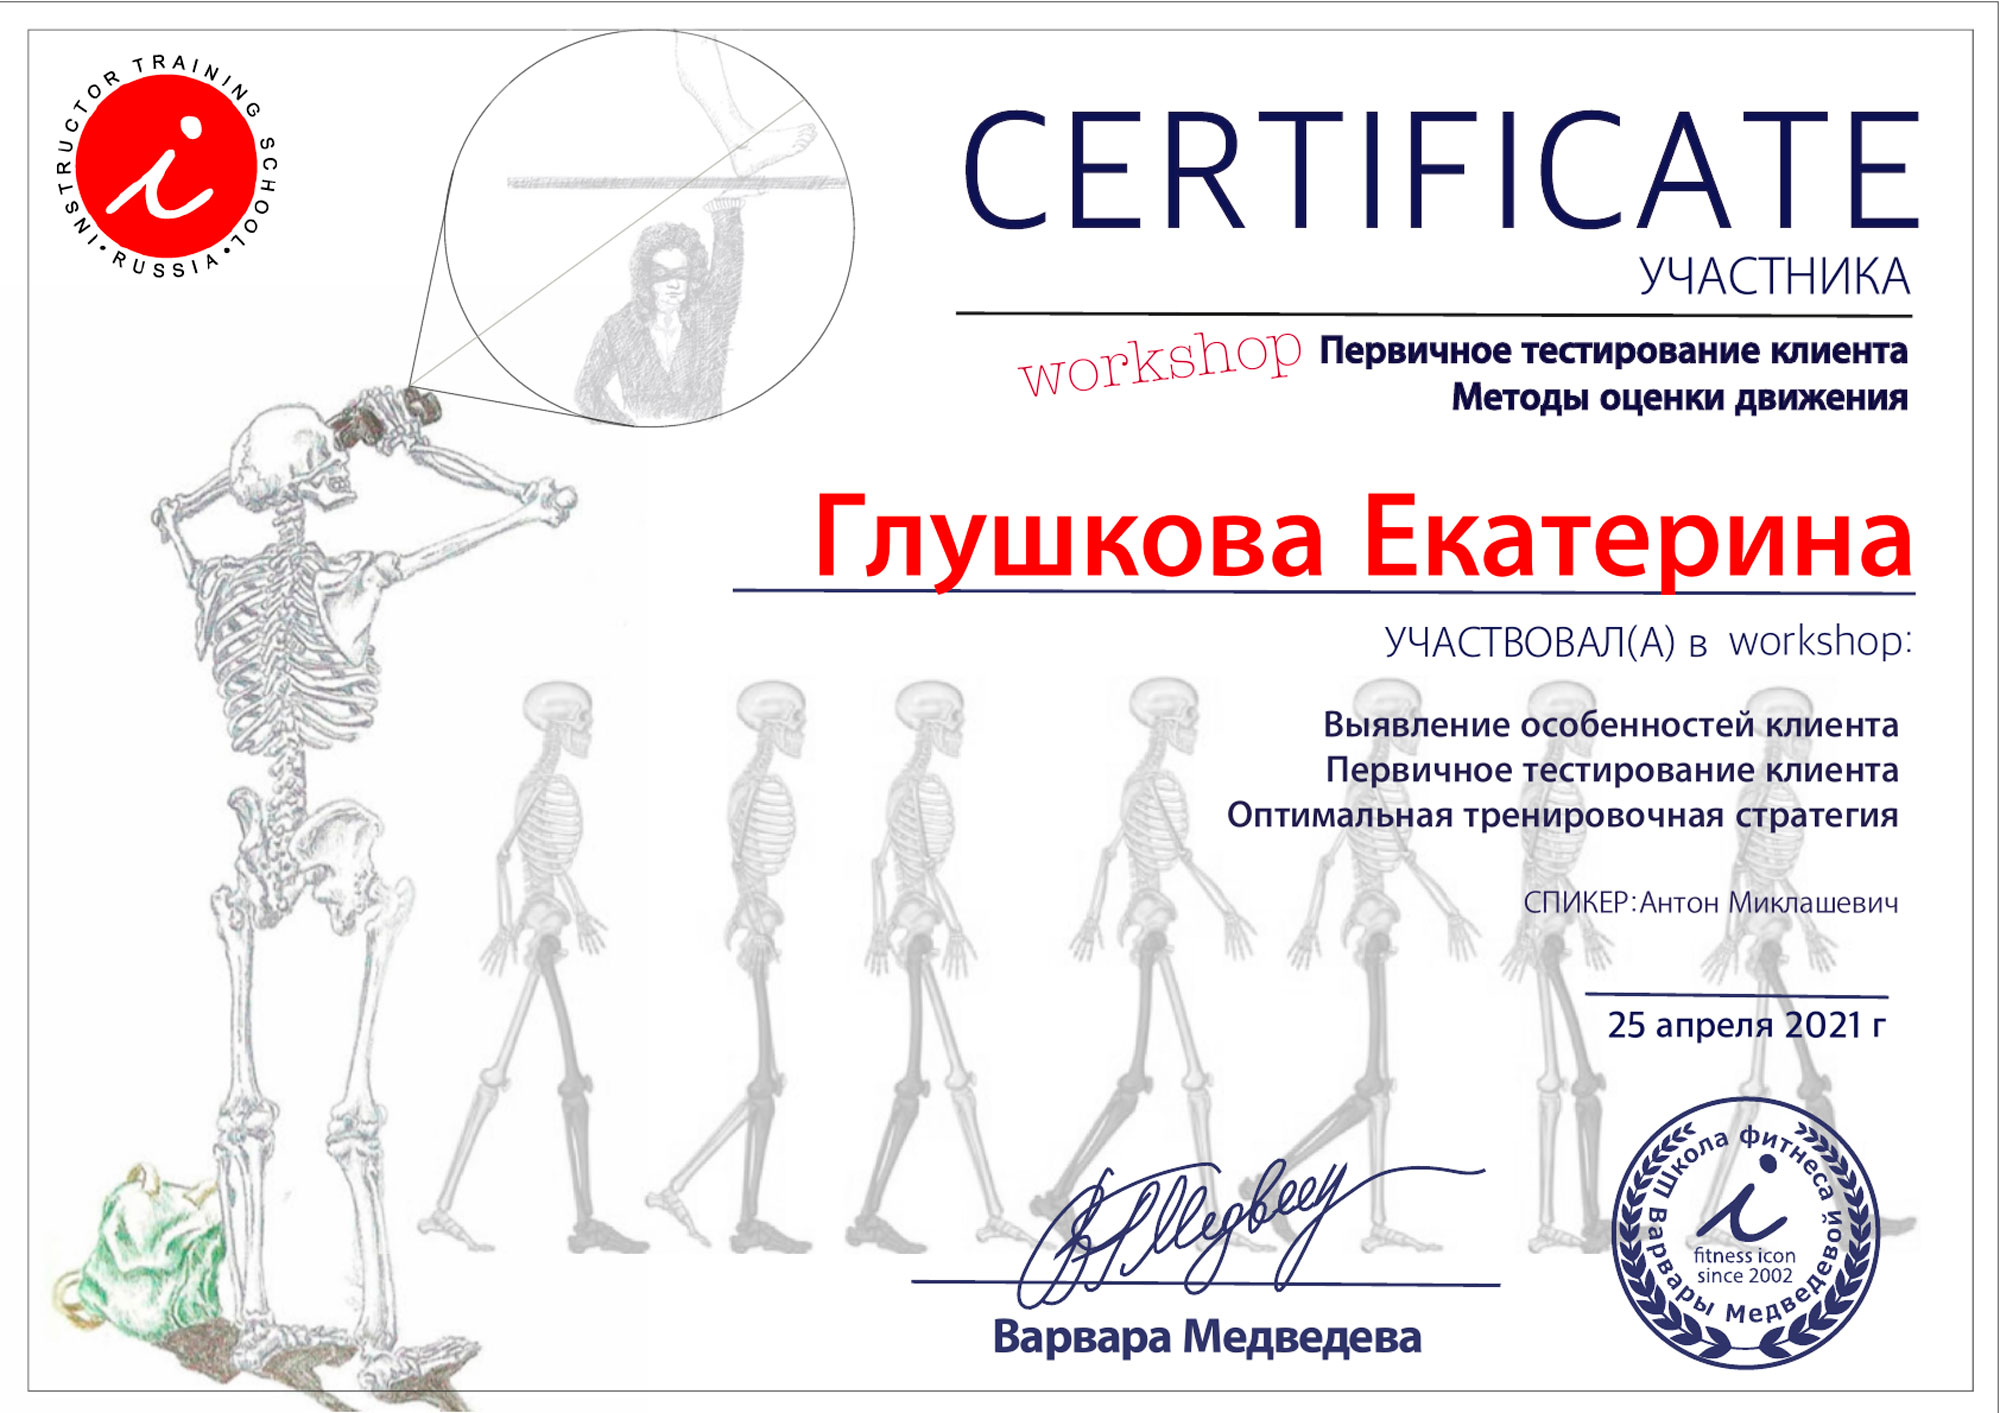 INSTRUCTOR TRAINING SCHOOL
• RUSSIA •
i
CERTIFICATE
УЧАСТНИКА
workshop
Первичное тестирование клиента
Методы оценки движения
Глушкова Екатерина
УЧАСТВОВАЛ(А) в workshop:
Выявление особенностей клиента
Первичное тестирование клиента
Оптимальная тренировочная стратегия
СПИКЕР:Антон Миклашевич
25 апреля 2021 г
Варвара Медведева
Школа фитнеса
Варвары Медведевой
i
fitness icon
since 2002